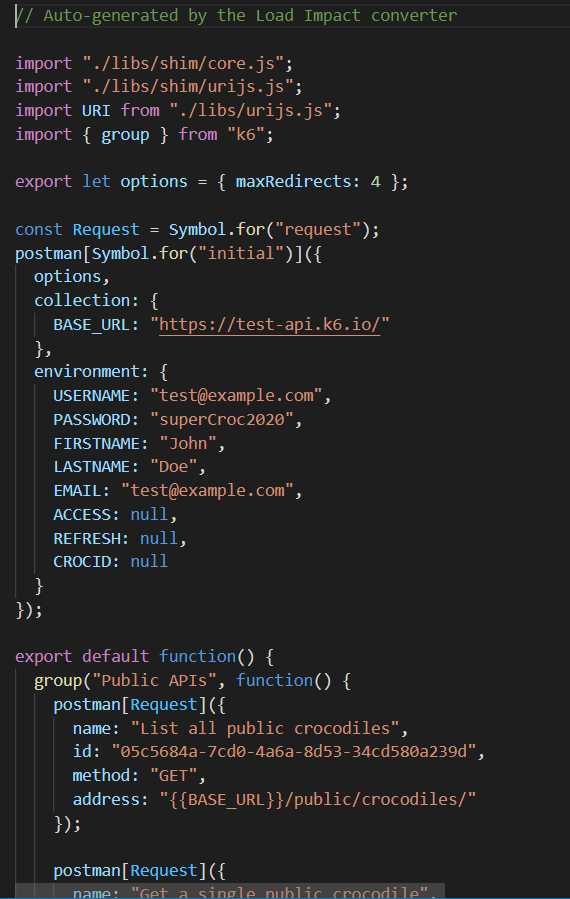 // Auto-generated by the Load Impact converter
import "./libs/shim/core.js";
import "./libs/shim/urijs.js";
import URI from "./libs/urijs.js";
import { group } from "k6";
export let options = { maxRedirects: 4 };
const Request = Symbol.for("request");
postman[Symbol.for("initial")]({
  options,
  collection: {
    BASE_URL: "https://test-api.k6.io/"
  },
  environment: {
    USERNAME: "test@example.com",
    PASSWORD: "superCroc2020",
    FIRSTNAME: "John",
    LASTNAME: "Doe",
    EMAIL: "test@example.com",
    ACCESS: null,
    REFRESH: null,
    CROCID: null
  }
});
export default function() {
  group("Public APIs", function() {
    postman[Request]({
      name: "List all public crocodiles",
      id: "05c5684a-7cd0-4a6a-8d53-34cd580a239d",
      method: "GET",
      address: "{{BASE_URL}}/public/crocodiles/"
    });
    postman[Request]({
      name: "Get a single public crocodile",